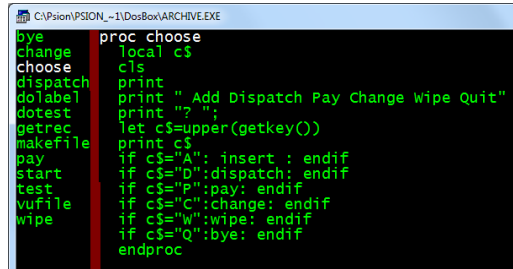 C:\Psion\PSION_~1\DosBox\ARCHIVE.EXE
bye
change
choose
dispatch
dolabel
dotest
getrec
makefile
pay
start
test
vufile
wipe
proc choose
local c$
cls
print
print " Add Dispatch Pay Change Wipe Quit"
print "? ";
let c$=upper(getkey())
print c$
if c$="A": insert : endif
if c$="D":dispatch: endif
if c$="P":pay: endif
if c$="C":change: endif
if c$="W":wipe: endif
if c$="Q":bye: endif
endproc